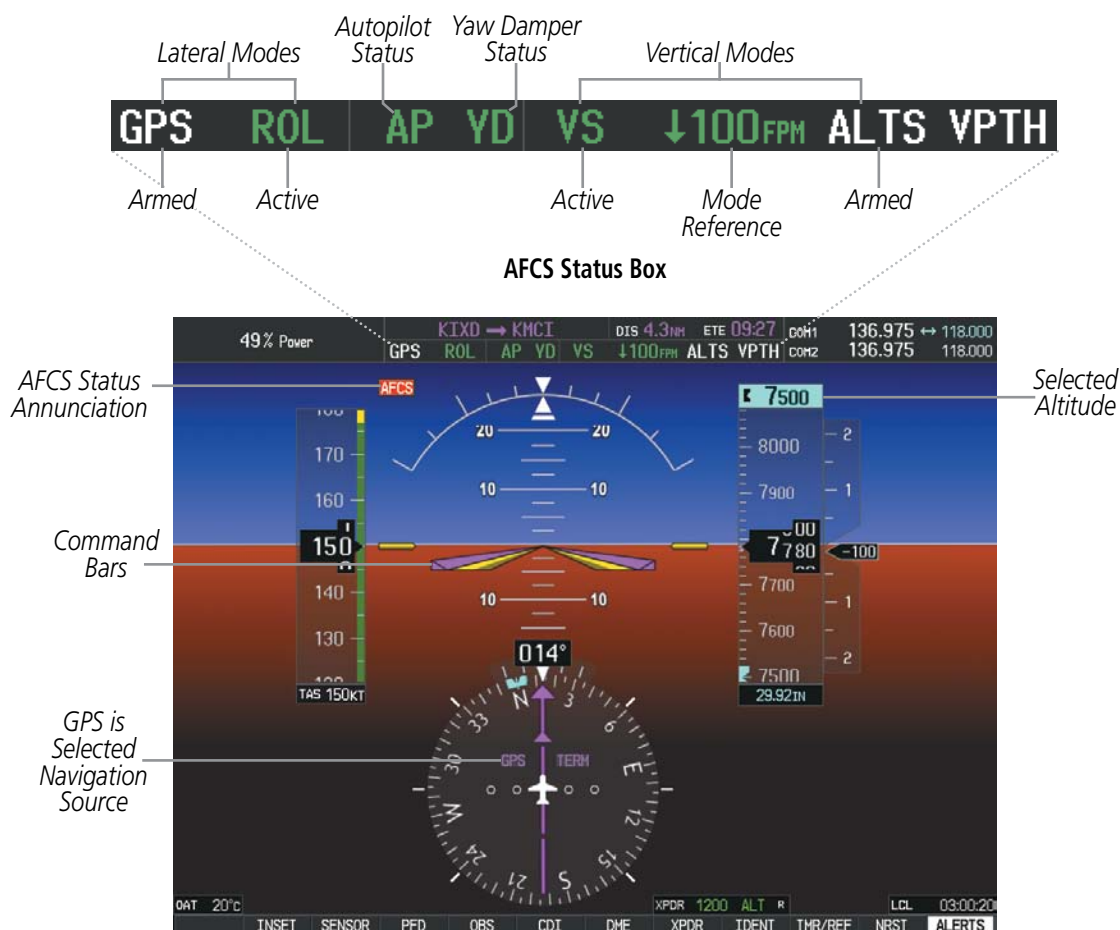 Lateral Modes
Autopilot Status
Yaw Damper Status
Vertical Modes
GPS ROL AP YD VS ↓100FPM ALTS VPTH
Armed
Active
Active
Mode Reference
Armed
AFCS Status Box
49% Power
KIXD → KMCI DIS 4.3NM ETE 09:27
GPS ROL AP YD VS ↓100FPM ALTS VPTH
COM1 136.975 ↔ 118.000
COM2 136.975 118.000
AFCS Status Annunciation
AFCS
Selected Altitude
7500
20 20
10 10
10 10
170
160
150
140
130
TAS 150KT
8000
7900
7780
7700
7600
7500
29.92IN
2
1
-100
1
2
Command Bars
014°
GPS is Selected Navigation Source
N 3 6 E 12 15 S 21 24 W 30 33
GPS TERM
OAT 20°C
XPDR 1200 ALT R
LCL 03:00:20
INSET SENSOR PFD OBS CDI DME XPDR IDENT TMR/REF NRST ALERTS